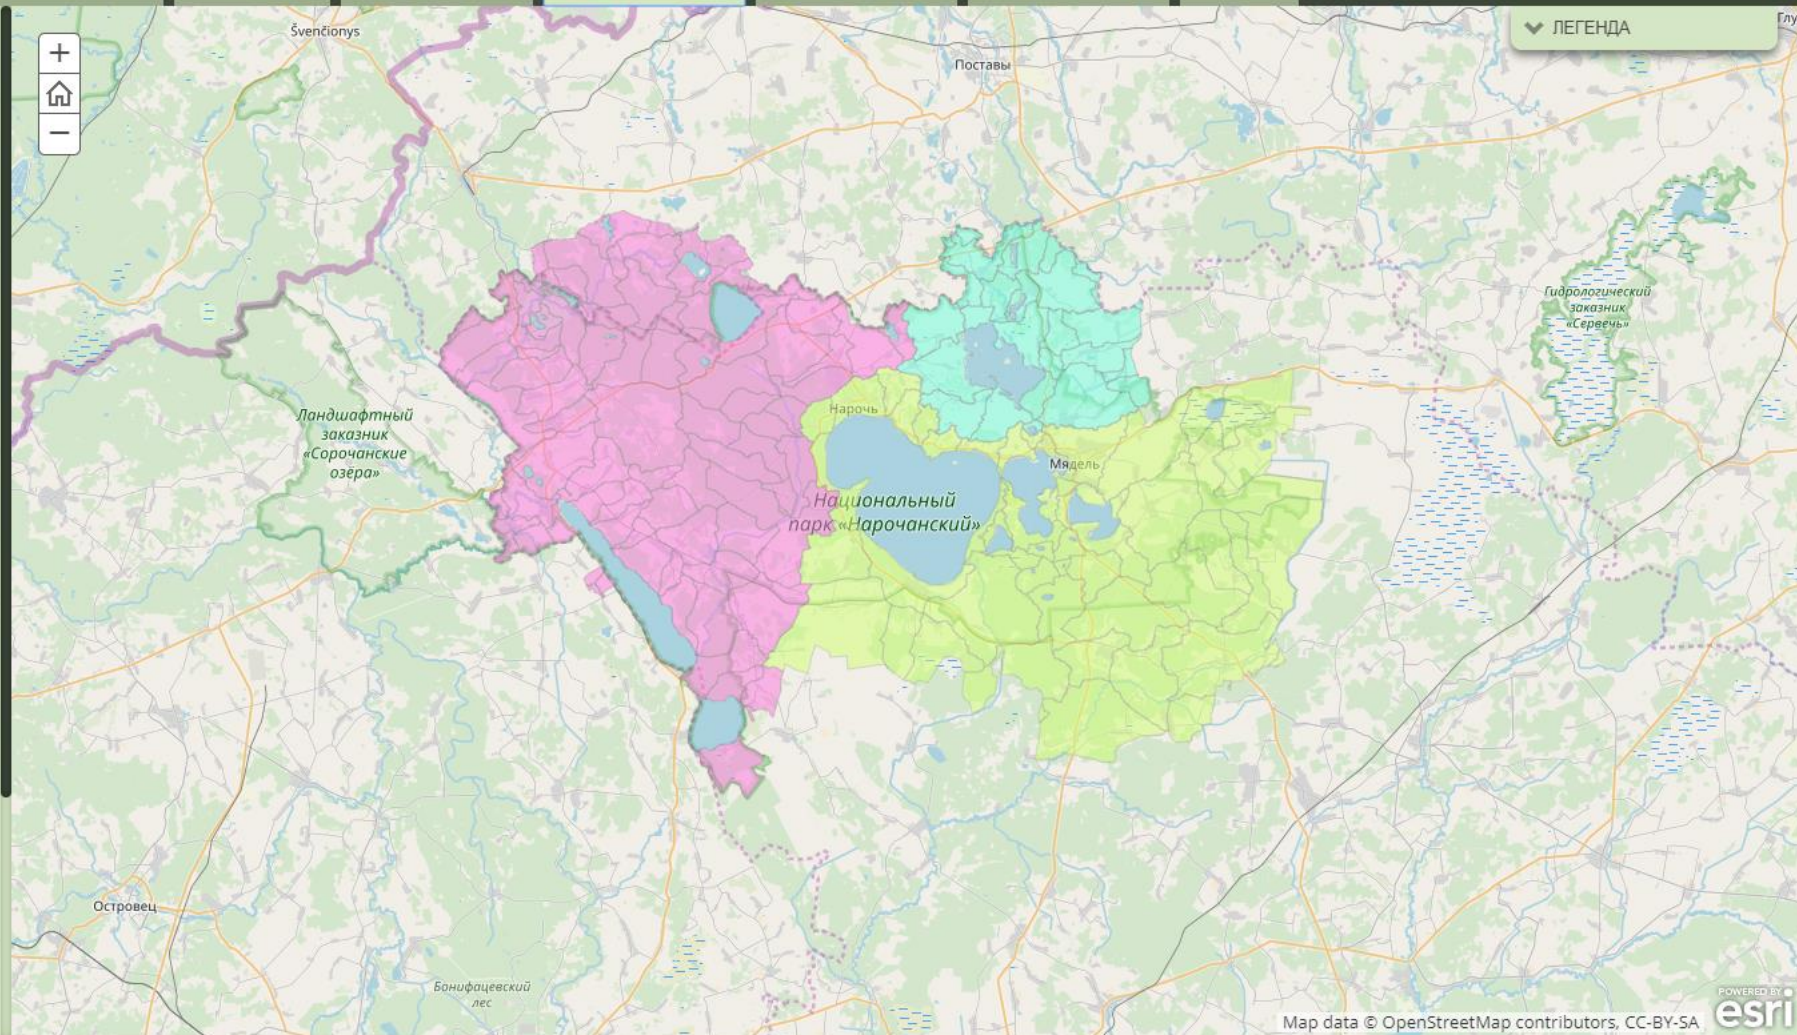 Švenčionys
Поставы
ЛЕГЕНДА
+
−
Гидрологический
заказник
«Сервечь»
Ландшафтный
заказник
«Сорочанские
озёра»
Нарочь
Мядель
Национальный
парк «Нарочанский»
Островец
Бонифацевский
лес
POWERED BY
esri
Map data © OpenStreetMap contributors, CC-BY-SA